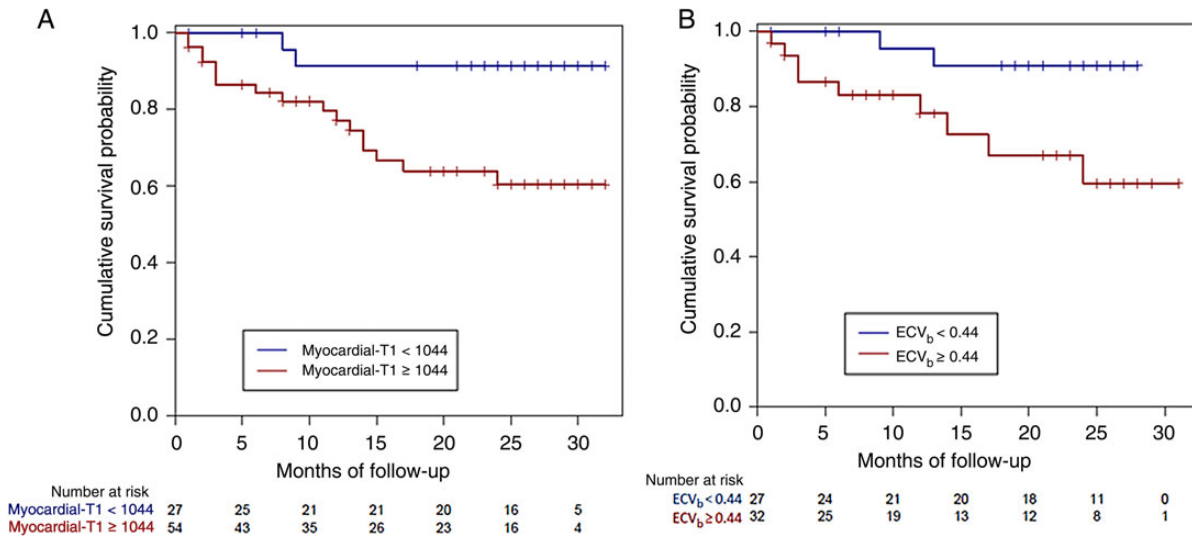 A
Cumulative survival probability
1.0
0.8
0.6
0.4
0.2
0.0
Myocardial-T1 < 1044
Myocardial-T1 ≥ 1044
0 5 10 15 20 25 30
Months of follow-up
Number at risk
Myocardial-T1 < 1044 27 25 21 21 20 16 5
Myocardial-T1 ≥ 1044 54 43 35 26 23 16 4
B
Cumulative survival probability
1.0
0.8
0.6
0.4
0.2
0.0
ECVb < 0.44
ECVb ≥ 0.44
0 5 10 15 20 25 30
Months of follow-up
Number at risk
ECVb < 0.44 27 24 21 20 18 11 0
ECVb ≥ 0.44 32 25 19 13 12 8 1